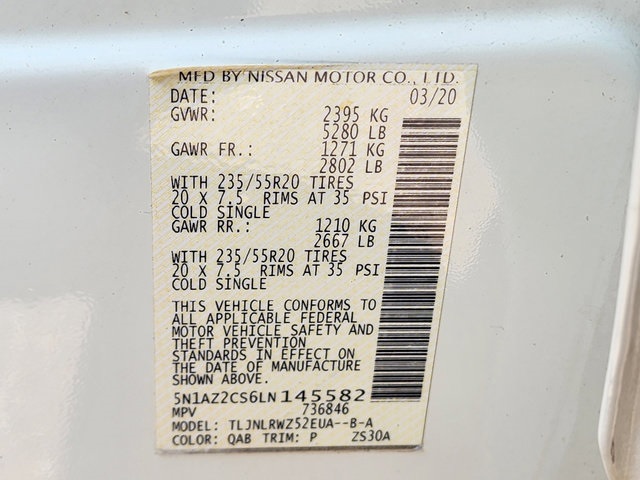 MFD BY NISSAN MOTOR CO., LTD.
DATE: 03/20
GVWR: 2395 KG
5280 LB
GAWR FR.: 1271 KG
2802 LB
WITH 235/55R20 TIRES
20 X 7.5 RIMS AT 35 PSI
COLD SINGLE
GAWR RR.: 1210 KG
2667 LB
WITH 235/55R20 TIRES
20 X 7.5 RIMS AT 35 PSI
COLD SINGLE
THIS VEHICLE CONFORMS TO
ALL APPLICABLE FEDERAL
MOTOR VEHICLE SAFETY AND
THEFT PREVENTION
STANDARDS IN EFFECT ON
THE DATE OF MANUFACTURE
SHOWN ABOVE.
5N1AZ2CS6LN145582
MPV 736846
MODEL: TLJNLRWZ52EUA--B-A
COLOR: QAB TRIM: P ZS30A